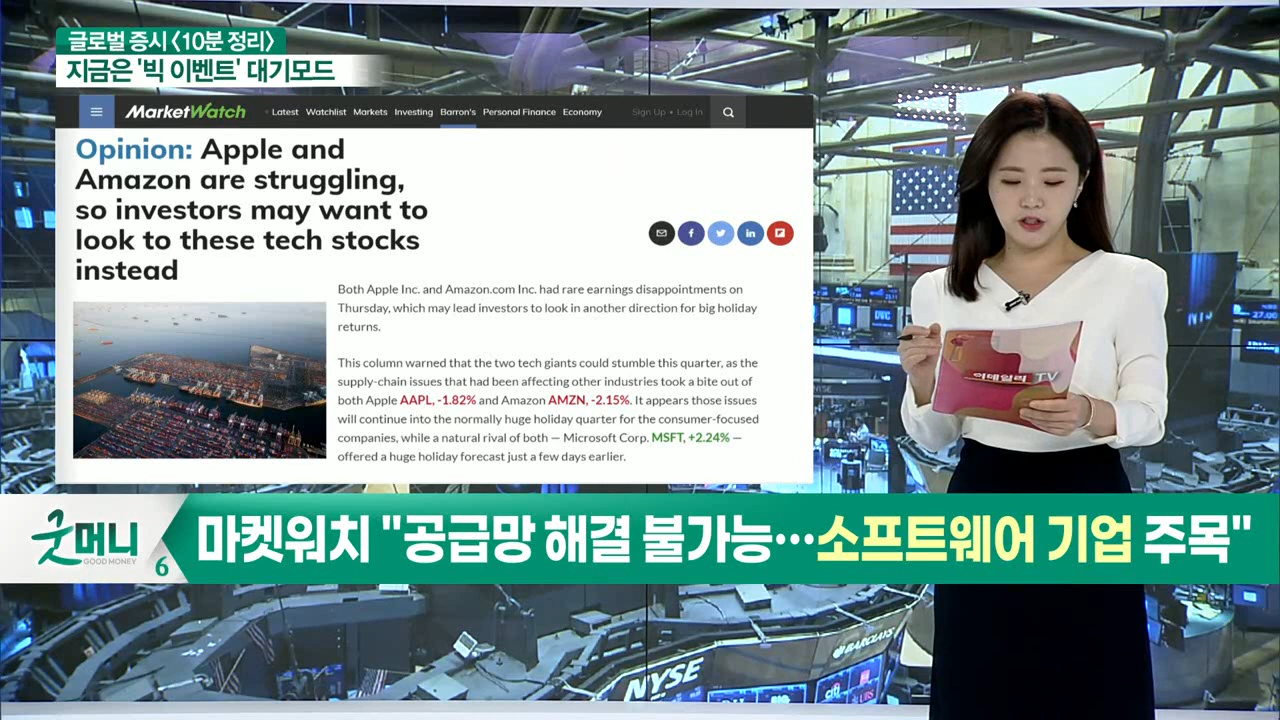 글로벌 증시 <10분 정리>
지금은 '빅 이벤트' 대기모드
MarketWatch
Latest Watchlist Markets Investing Barron's Personal Finance Economy
Sign Up • Log In
Opinion: Apple and
Amazon are struggling,
so investors may want to
look to these tech stocks
instead
Both Apple Inc. and Amazon.com Inc. had rare earnings disappointments on
Thursday, which may lead investors to look in another direction for big holiday
returns.
This column warned that the two tech giants could stumble this quarter, as the
supply-chain issues that had been affecting other industries took a bite out of
both Apple AAPL, -1.82% and Amazon AMZN, -2.15%. It appears those issues
will continue into the normally huge holiday quarter for the consumer-focused
companies, while a natural rival of both — Microsoft Corp. MSFT, +2.24% —
offered a huge holiday forecast just a few days earlier.
이데일리 TV
굿머니
GOOD MONEY
6
마켓워치 "공급망 해결 불가능…소프트웨어 기업 주목"
NYSE
BARCLAYS
citi
UBS